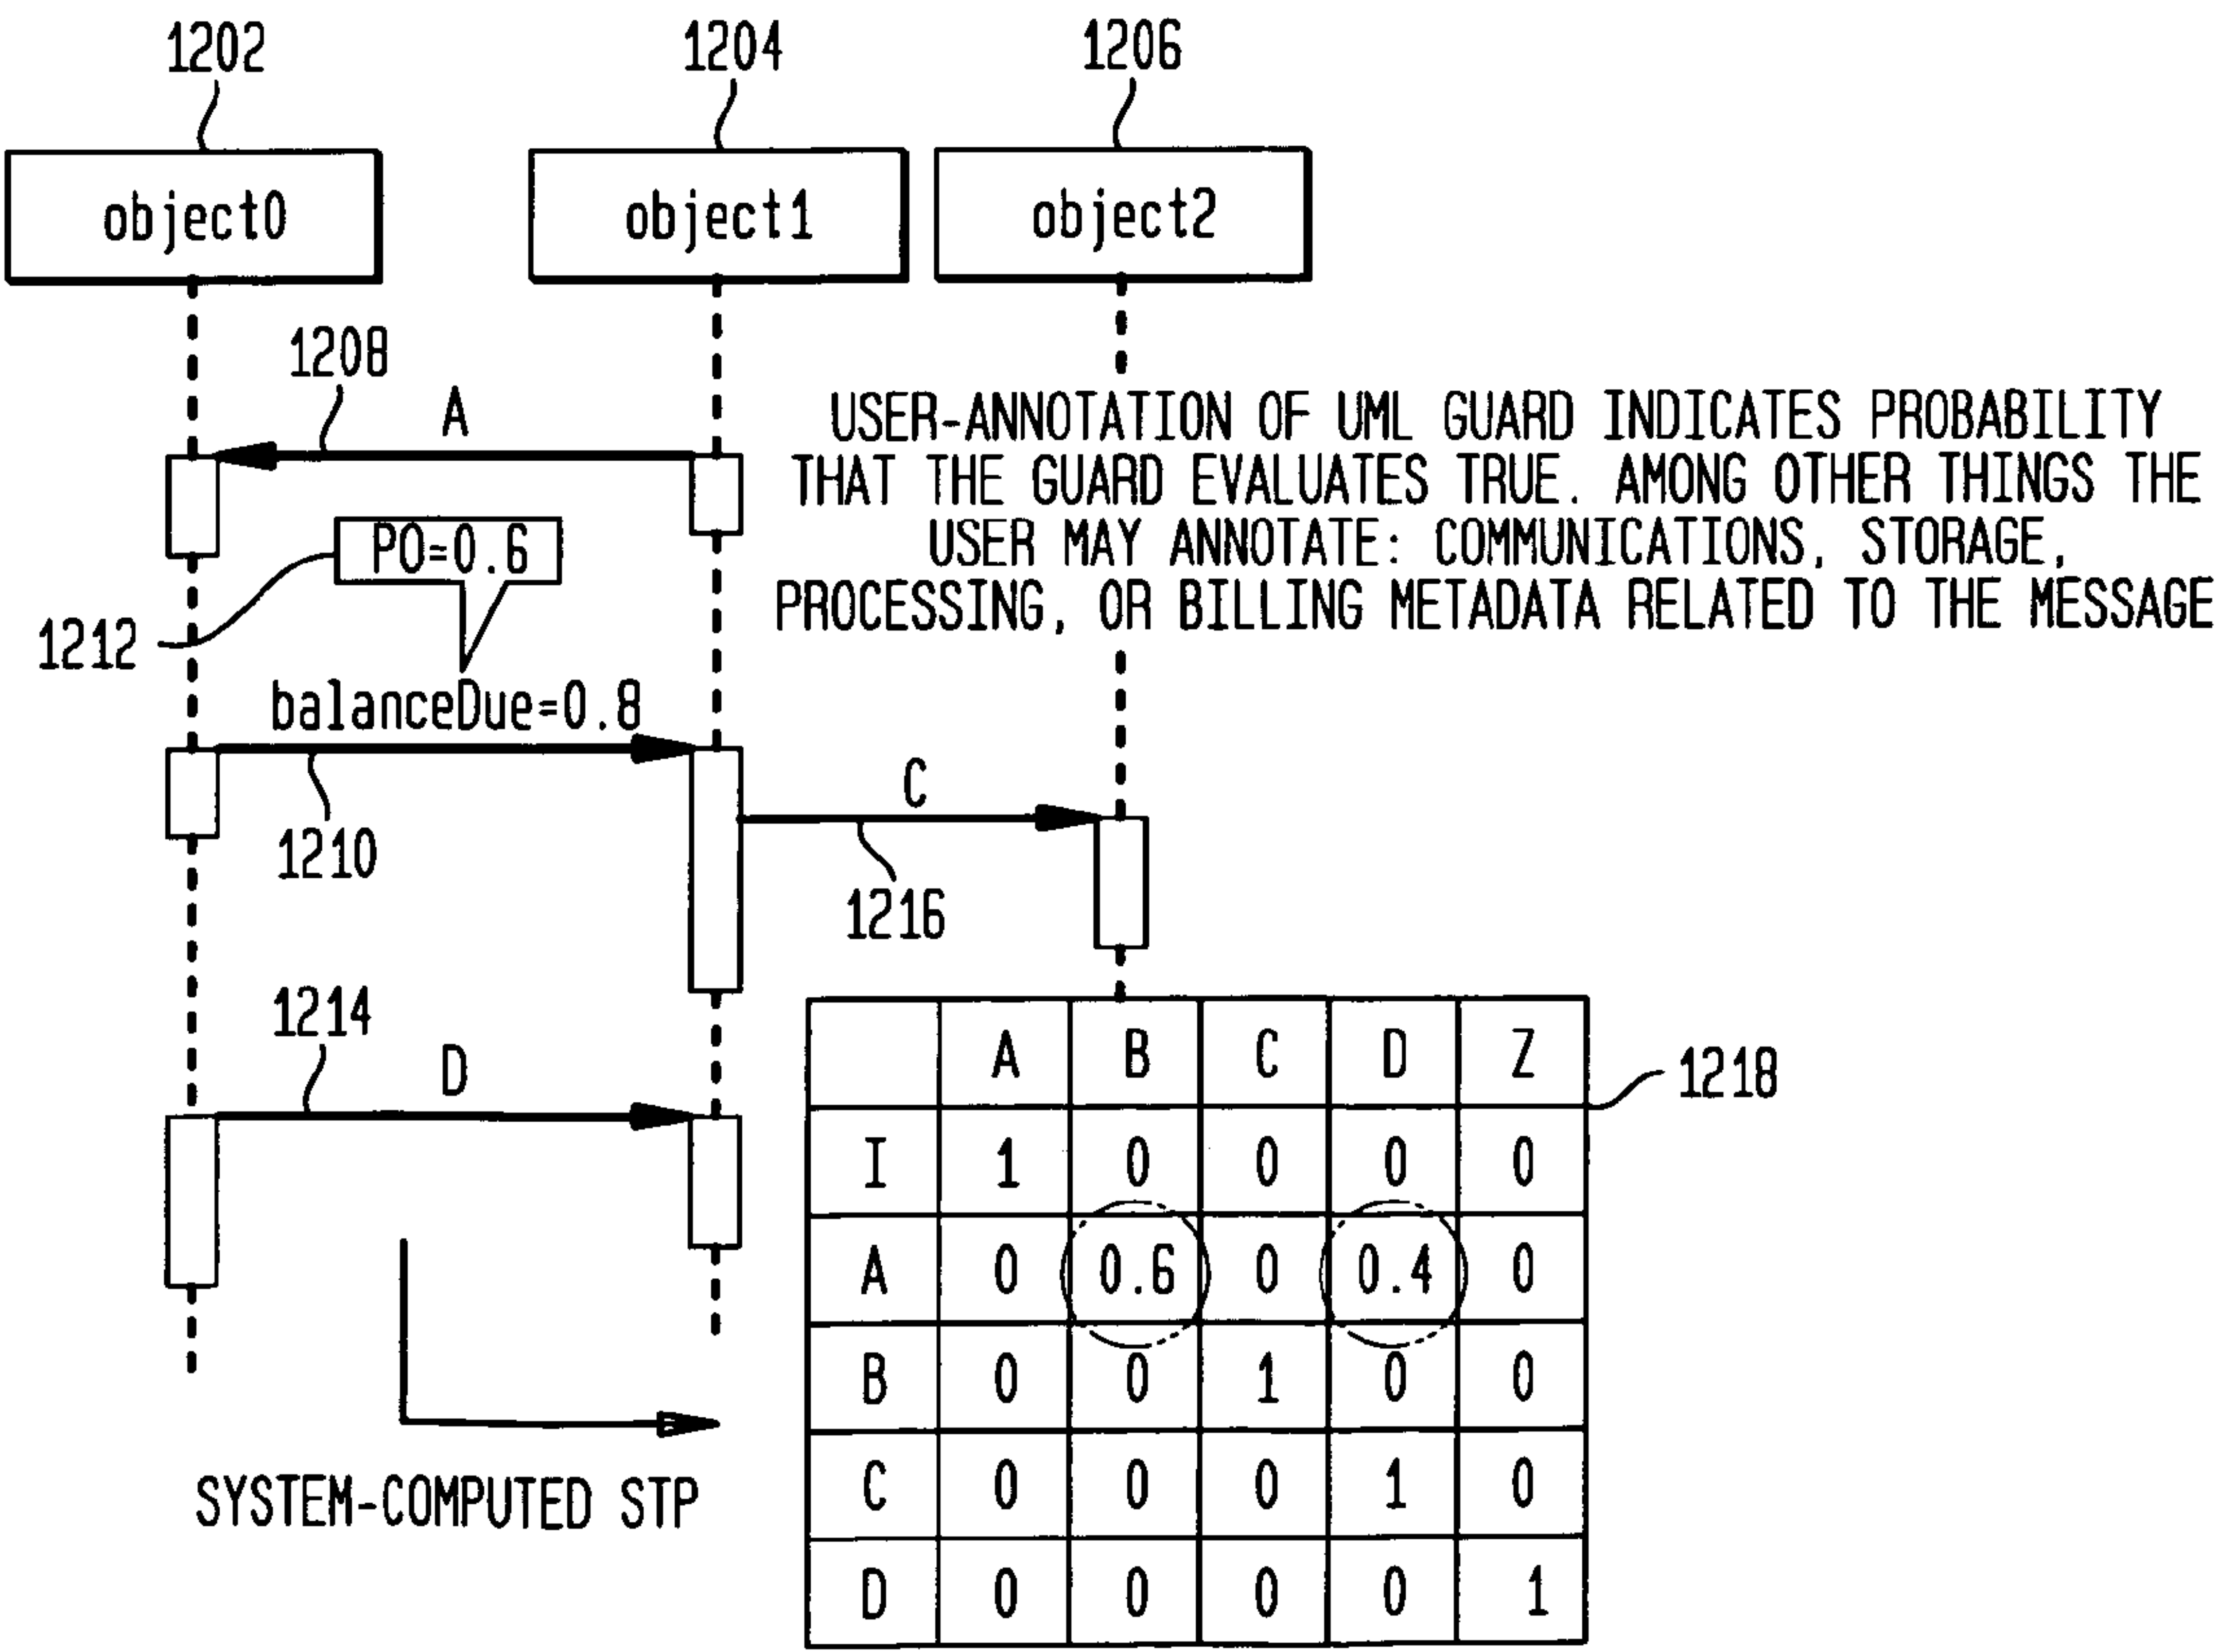 1202
1204
1206
object0
object1
object2
1208
A
USER-ANNOTATION OF UML GUARD INDICATES PROBABILITY
THAT THE GUARD EVALUATES TRUE. AMONG OTHER THINGS THE
USER MAY ANNOTATE: COMMUNICATIONS, STORAGE,
PROCESSING, OR BILLING METADATA RELATED TO THE MESSAGE
PO=0.6
1212
balanceDue=0.8
1210
C
1216
1214
D
A B C D Z
1218
I 1 0 0 0 0
A 0 0.6 0 0.4 0
B 0 0 1 0 0
C 0 0 0 1 0
D 0 0 0 0 1
SYSTEM-COMPUTED STP